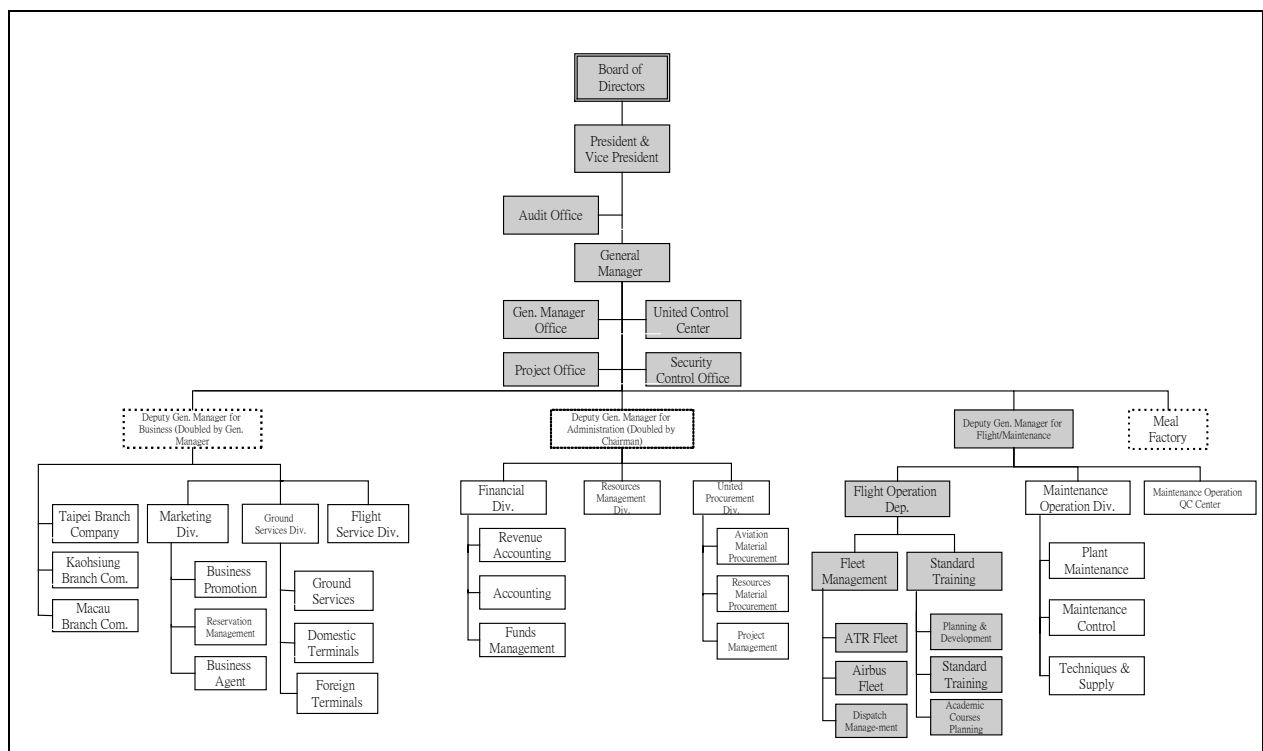 Board of
Directors
President &
Vice President
Audit Office
General
Manager
Gen. Manager
Office
United Control
Center
Project Office
Security
Control Office
Deputy Gen. Manager for
Business (Doubled by Gen.
Manager
Deputy Gen. Manager for
Administration (Doubled by
Chairman)
Deputy Gen. Manager for
Flight/Maintenance
Meal
Factory
Taipei Branch
Company
Kaohsiung
Branch Com.
Macau
Branch Com.
Marketing
Div.
Business
Promotion
Reservation
Management
Business
Agent
Ground
Services Div.
Ground
Services
Domestic
Terminals
Foreign
Terminals
Flight
Service Div.
Financial
Div.
Revenue
Accounting
Accounting
Funds
Management
Resources
Management
Div.
United
Procurement
Div.
Aviation
Material
Procurement
Resources
Material
Procurement
Project
Management
Flight Operation
Dep.
Fleet
Management
ATR Fleet
Airbus
Fleet
Dispatch
Manage-ment
Standard
Training
Planning &
Development
Standard
Training
Academic
Courses
Planning
Maintenance
Operation Div.
Plant
Maintenance
Maintenance
Control
Techniques &
Supply
Maintenance Operation
QC Center